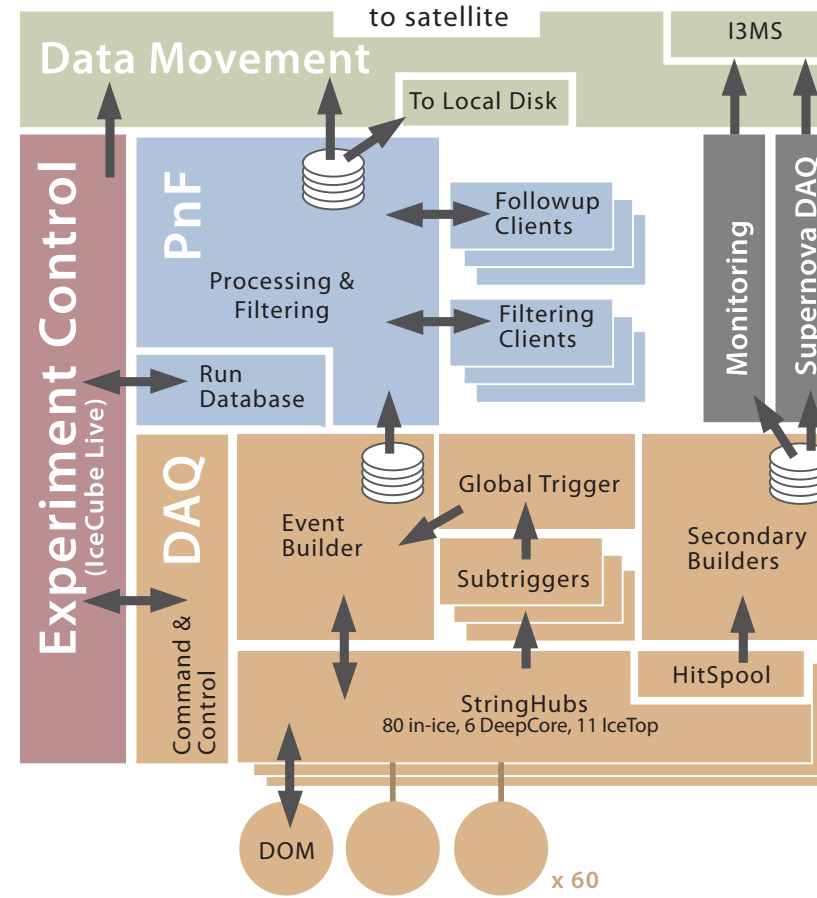 to satellite
I3MS
Data Movement
To Local Disk
Experiment Control
(IceCube Live)
PnF
Processing &
Filtering
Followup
Clients
Filtering
Clients
Monitoring
Supernova DAQ
Run
Database
DAQ
Command &
Control
Event
Builder
Global Trigger
Subtriggers
Secondary
Builders
HitSpool
StringHubs
80 in-ice, 6 DeepCore, 11 IceTop
DOM
x 60